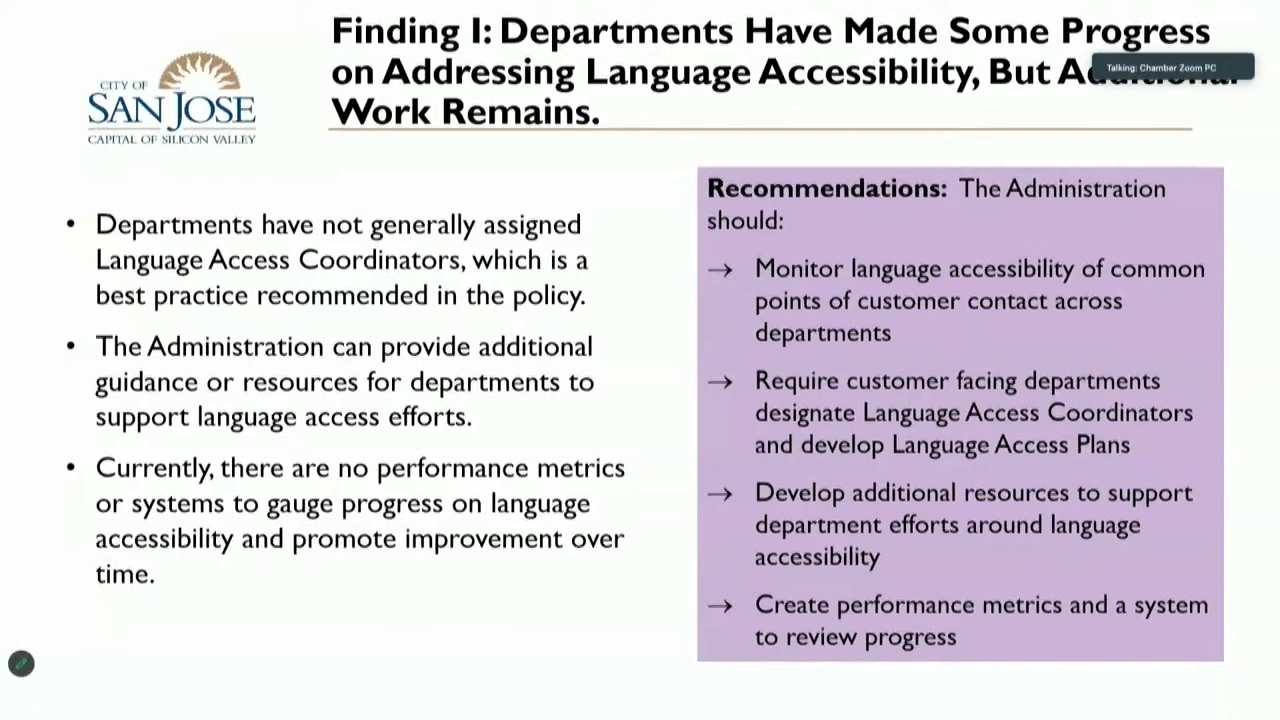 Finding I: Departments Have Made Some Progress
on Addressing Language Accessibility, But
Work Remains.
Talking: Chamber Zoom PC
CITY OF
SAN JOSE
CAPITAL OF SILICON VALLEY
• Departments have not generally assigned
Language Access Coordinators, which is a
best practice recommended in the policy.
• The Administration can provide additional
guidance or resources for departments to
support language access efforts.
• Currently, there are no performance metrics
or systems to gauge progress on language
accessibility and promote improvement over
time.
Recommendations: The Administration
should:
→ Monitor language accessibility of common
points of customer contact across
departments
→ Require customer facing departments
designate Language Access Coordinators
and develop Language Access Plans
→ Develop additional resources to support
department efforts around language
accessibility
→ Create performance metrics and a system
to review progress